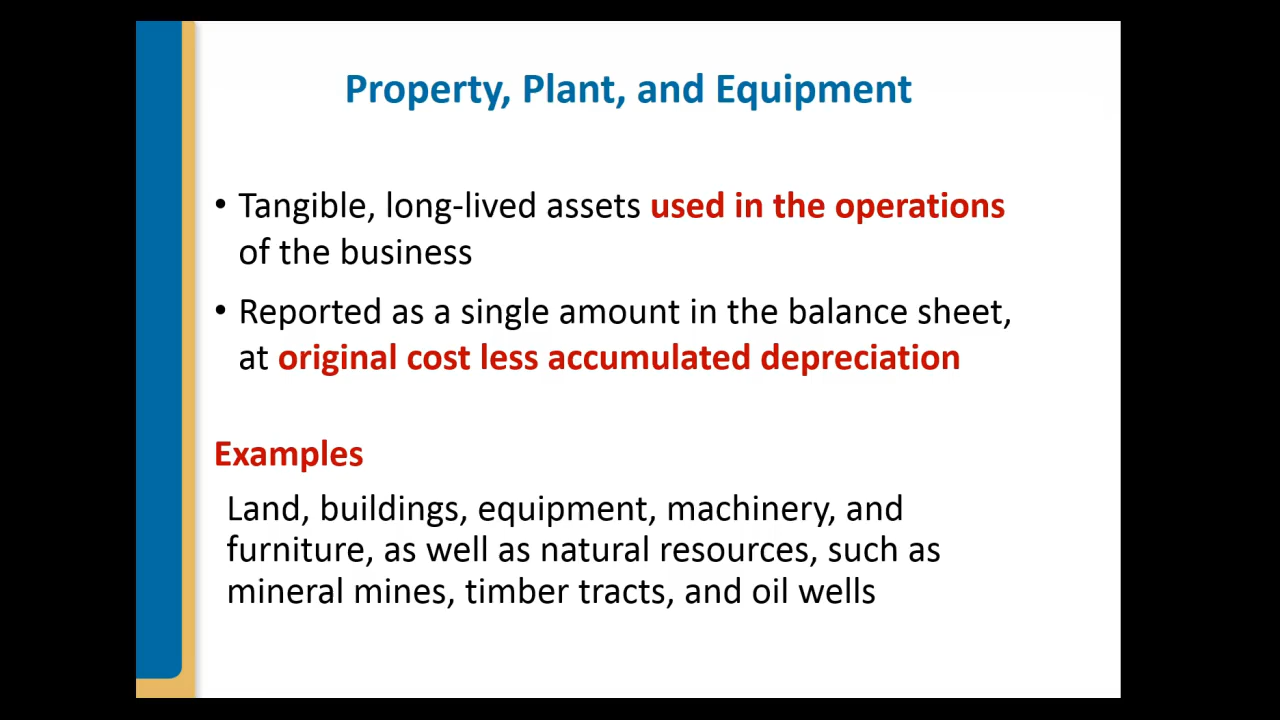 Property, Plant, and Equipment
• Tangible, long-lived assets used in the operations
of the business
• Reported as a single amount in the balance sheet,
at original cost less accumulated depreciation
Examples
Land, buildings, equipment, machinery, and
furniture, as well as natural resources, such as
mineral mines, timber tracts, and oil wells